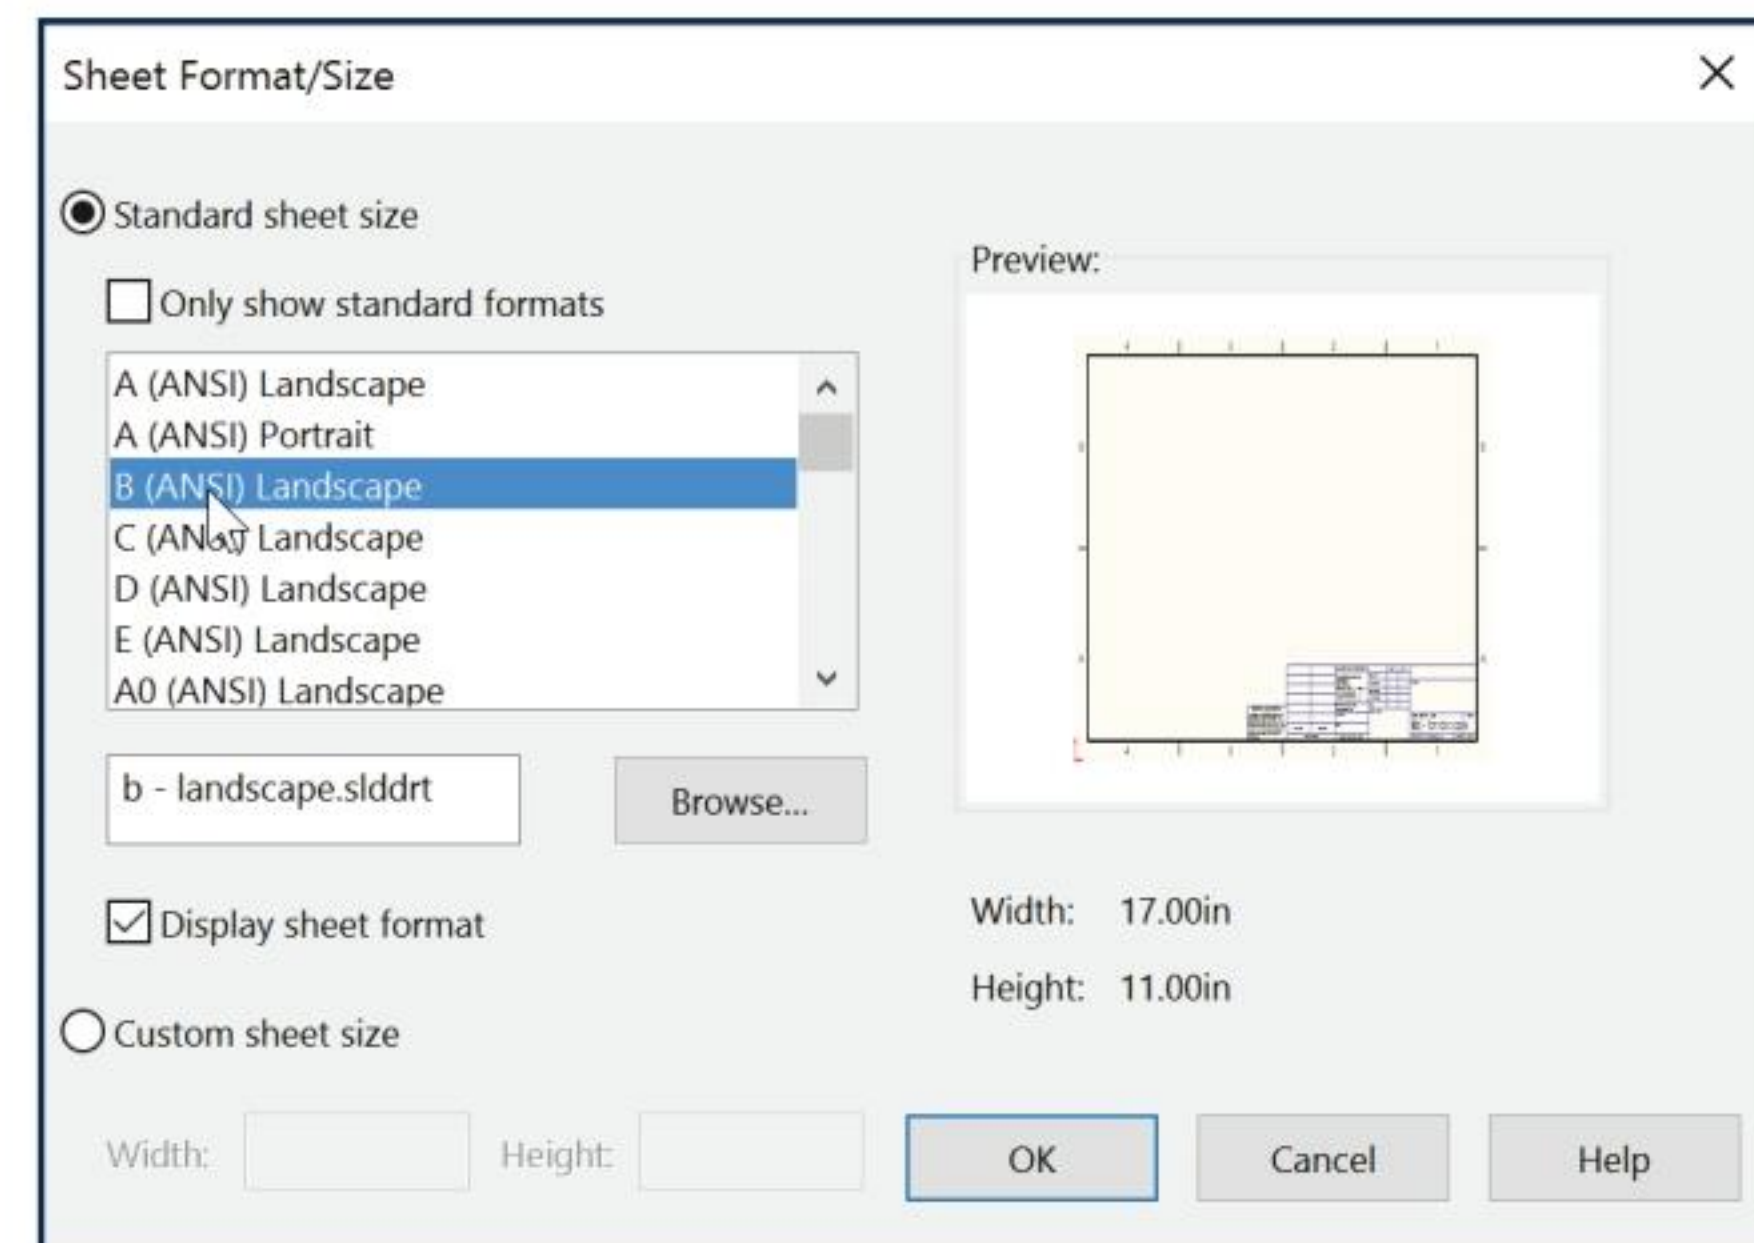 Sheet Format/Size
Standard sheet size
Only show standard formats
A (ANSI) Landscape
A (ANSI) Portrait
B (ANSI) Landscape
C (ANSI) Landscape
D (ANSI) Landscape
E (ANSI) Landscape
A0 (ANSI) Landscape
b - landscape.slddrt
Browse...
Display sheet format
Custom sheet size
Width:
Height:
Preview:
Width: 17.00in
Height: 11.00in
OK
Cancel
Help